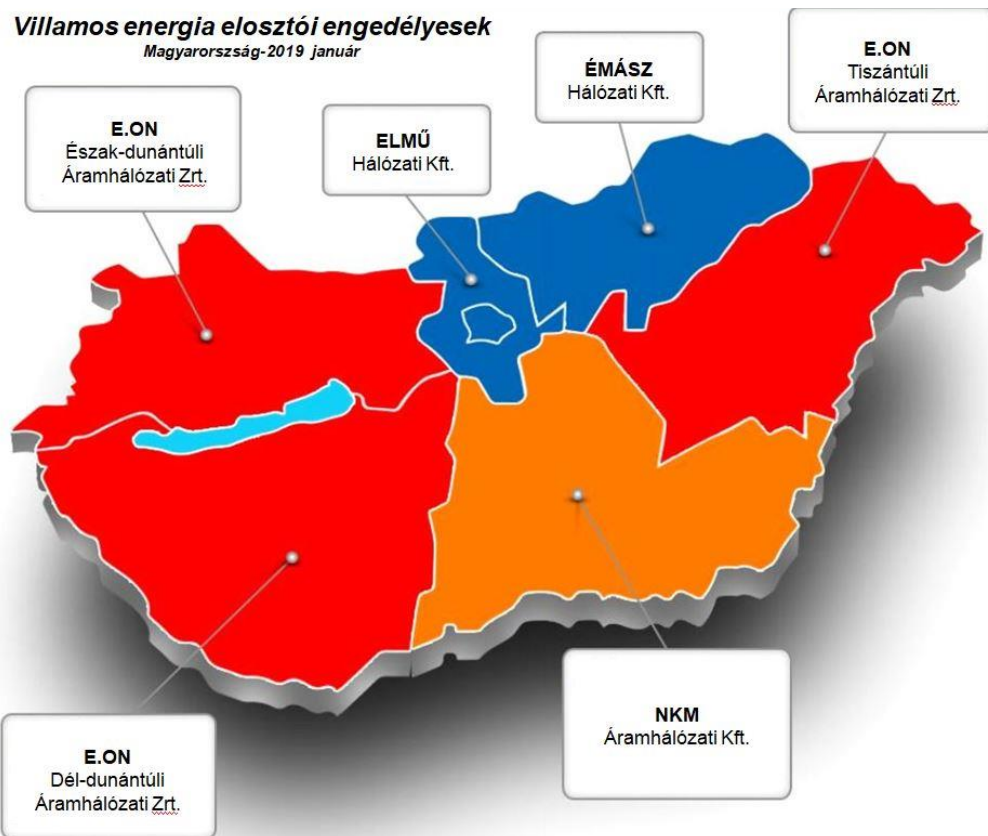 Villamos energia elosztói engedélyesek
Magyarország-2019 január
E.ON
Észak-dunántúli
Áramhálózati Zrt.
ELMŰ
Hálózati Kft.
ÉMÁSZ
Hálózati Kft.
E.ON
Tiszántúli
Áramhálózati Zrt.
E.ON
Dél-dunántúli
Áramhálózati Zrt.
NKM
Áramhálózati Kft.